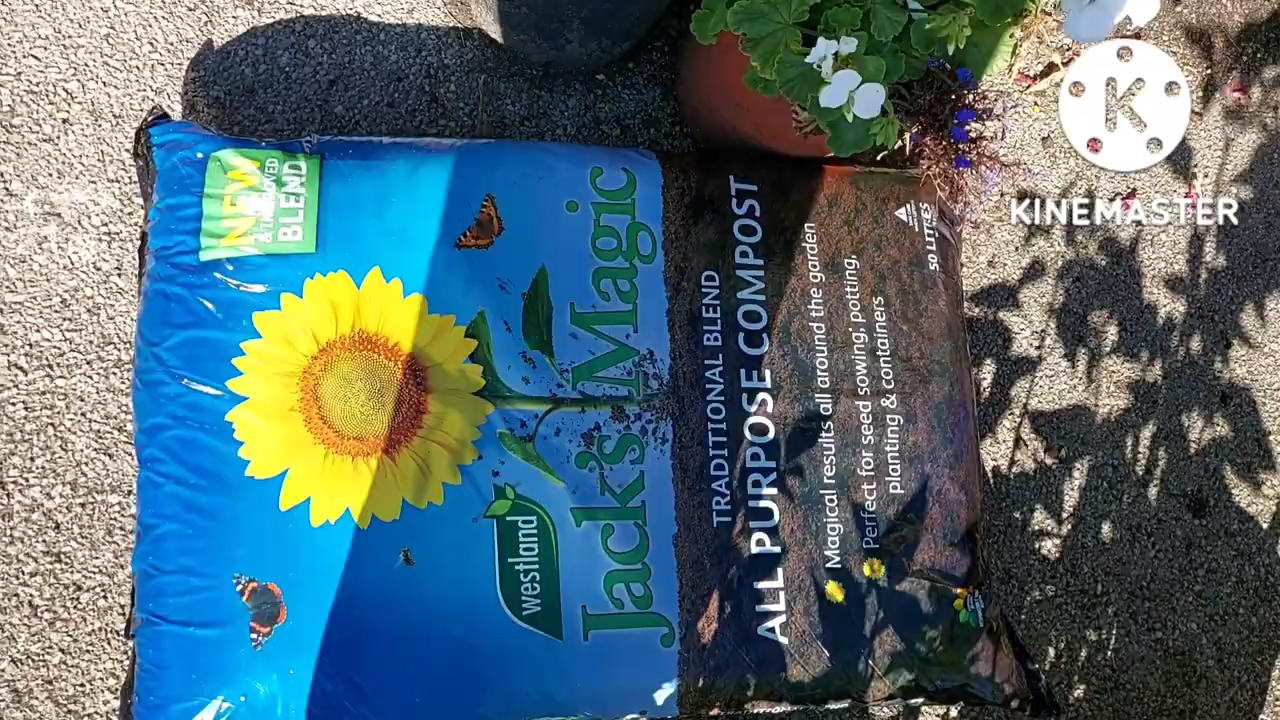 NEW
& IMPROVED
BLEND
westland
Jack's Magic
TRADITIONAL BLEND
ALL PURPOSE COMPOST
Magical results all around the garden
Perfect for seed sowing, potting,
planting & containers
50 LITRES
K
KINEMASTER